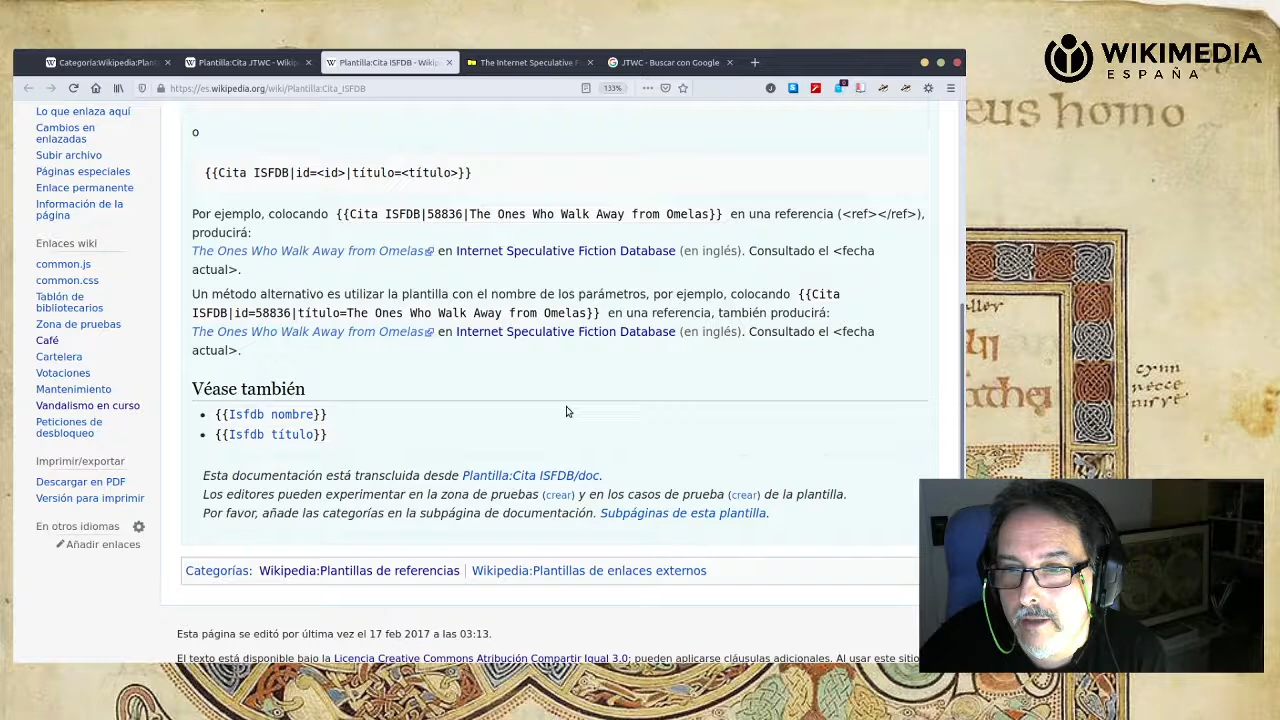 WIKIMEDIA
ESPAÑA
eus homo
Categoría:Wikipedia:Plan
Plantilla:Cita JTWC - Wikip
Plantilla:Cita ISFDB - Wikip
The Internet Speculative F
JTWC - Buscar con Google
https://es.wikipedia.org/wiki/Plantilla:Cita_ISFDB
133%
Lo que enlaza aquí
Cambios en
enlazadas
Subir archivo
Páginas especiales
Enlace permanente
Información de la
página
Enlaces wiki
common.js
common.css
Tablón de
bibliotecarios
Zona de pruebas
Café
Cartelera
Votaciones
Mantenimiento
Vandalismo en curso
Peticiones de
desbloqueo
Imprimir/exportar
Descargar en PDF
Versión para imprimir
En otros idiomas
Añadir enlaces
o
{{Cita ISFDB|id=<id>|título=<título>}}
Por ejemplo, colocando {{Cita ISFDB|58836|The Ones Who Walk Away from Omelas}} en una referencia (<ref></ref>),
producirá:
The Ones Who Walk Away from Omelas en Internet Speculative Fiction Database (en inglés). Consultado el <fecha
actual>.
Un método alternativo es utilizar la plantilla con el nombre de los parámetros, por ejemplo, colocando {{Cita
ISFDB|id=58836|título=The Ones Who Walk Away from Omelas}} en una referencia, también producirá:
The Ones Who Walk Away from Omelas en Internet Speculative Fiction Database (en inglés). Consultado el <fecha
actual>.
Véase también
{{Isfdb nombre}}
{{Isfdb título}}
Esta documentación está transcluida desde Plantilla:Cita ISFDB/doc.
Los editores pueden experimentar en la zona de pruebas (crear) y en los casos de prueba (crear) de la plantilla.
Por favor, añade las categorías en la subpágina de documentación. Subpáginas de esta plantilla.
Categorías: Wikipedia:Plantillas de referencias | Wikipedia:Plantillas de enlaces externos
Esta página se editó por última vez el 17 feb 2017 a las 03:13.
El texto está disponible bajo la Licencia Creative Commons Atribución Compartir Igual 3.0; pueden aplicarse cláusulas adicionales. Al usar este sitio